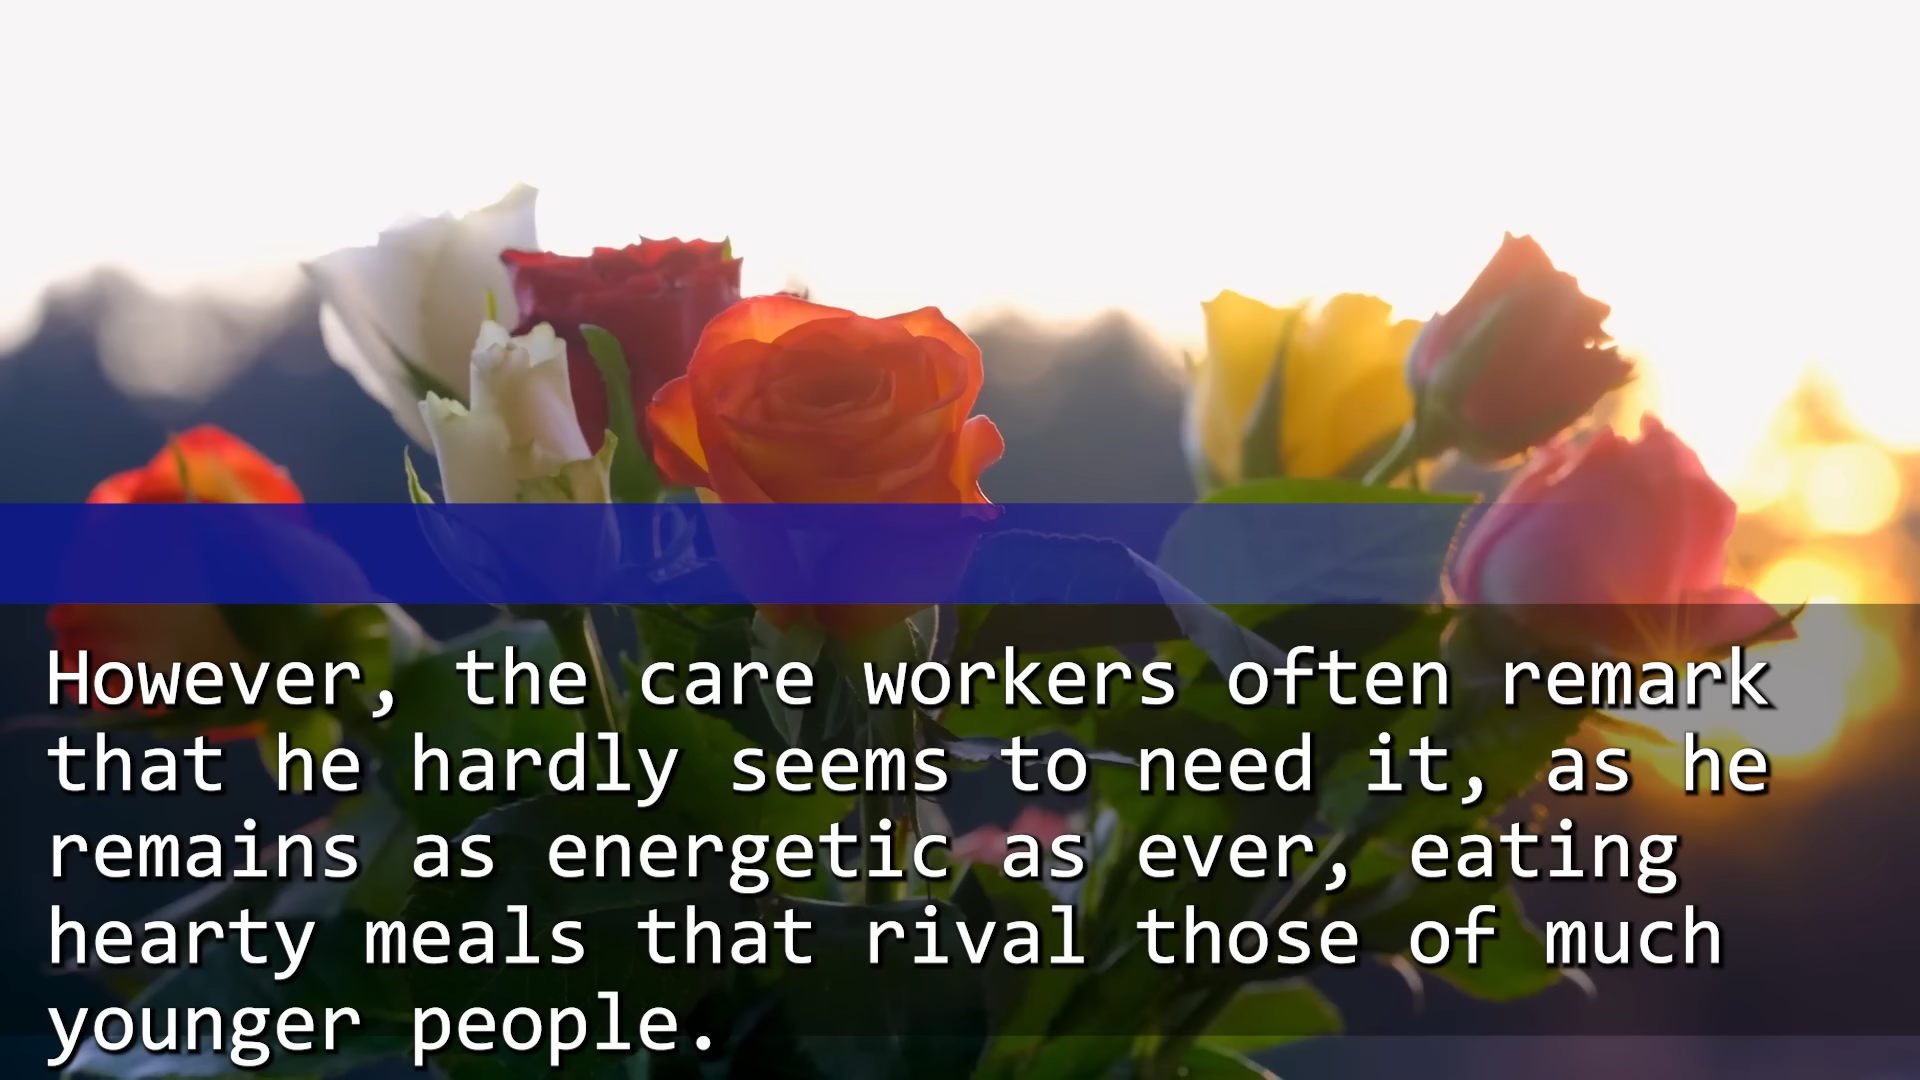 However, the care workers often remark
that he hardly seems to need it, as he
remains as energetic as ever, eating
hearty meals that rival those of much
younger people.